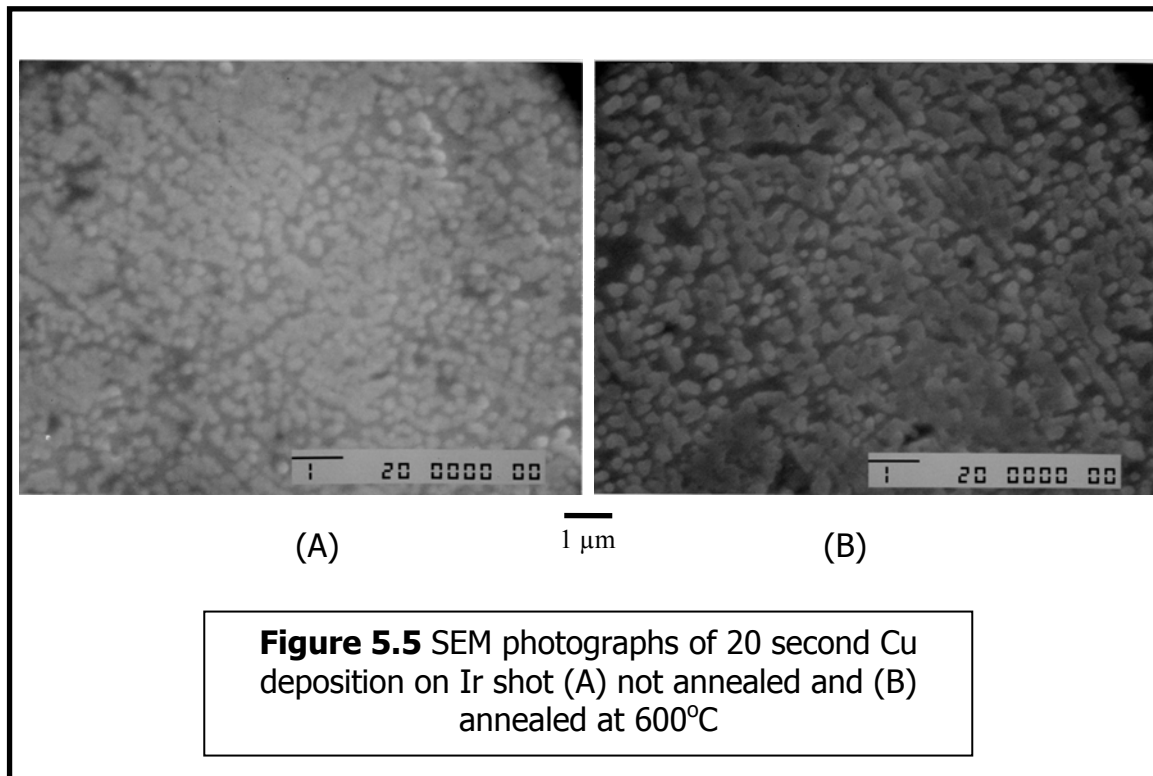 1 20 0000 00
1 20 0000 00
(A)
1 µm
(B)
Figure 5.5 SEM photographs of 20 second Cu
deposition on Ir shot (A) not annealed and (B)
annealed at 600°C